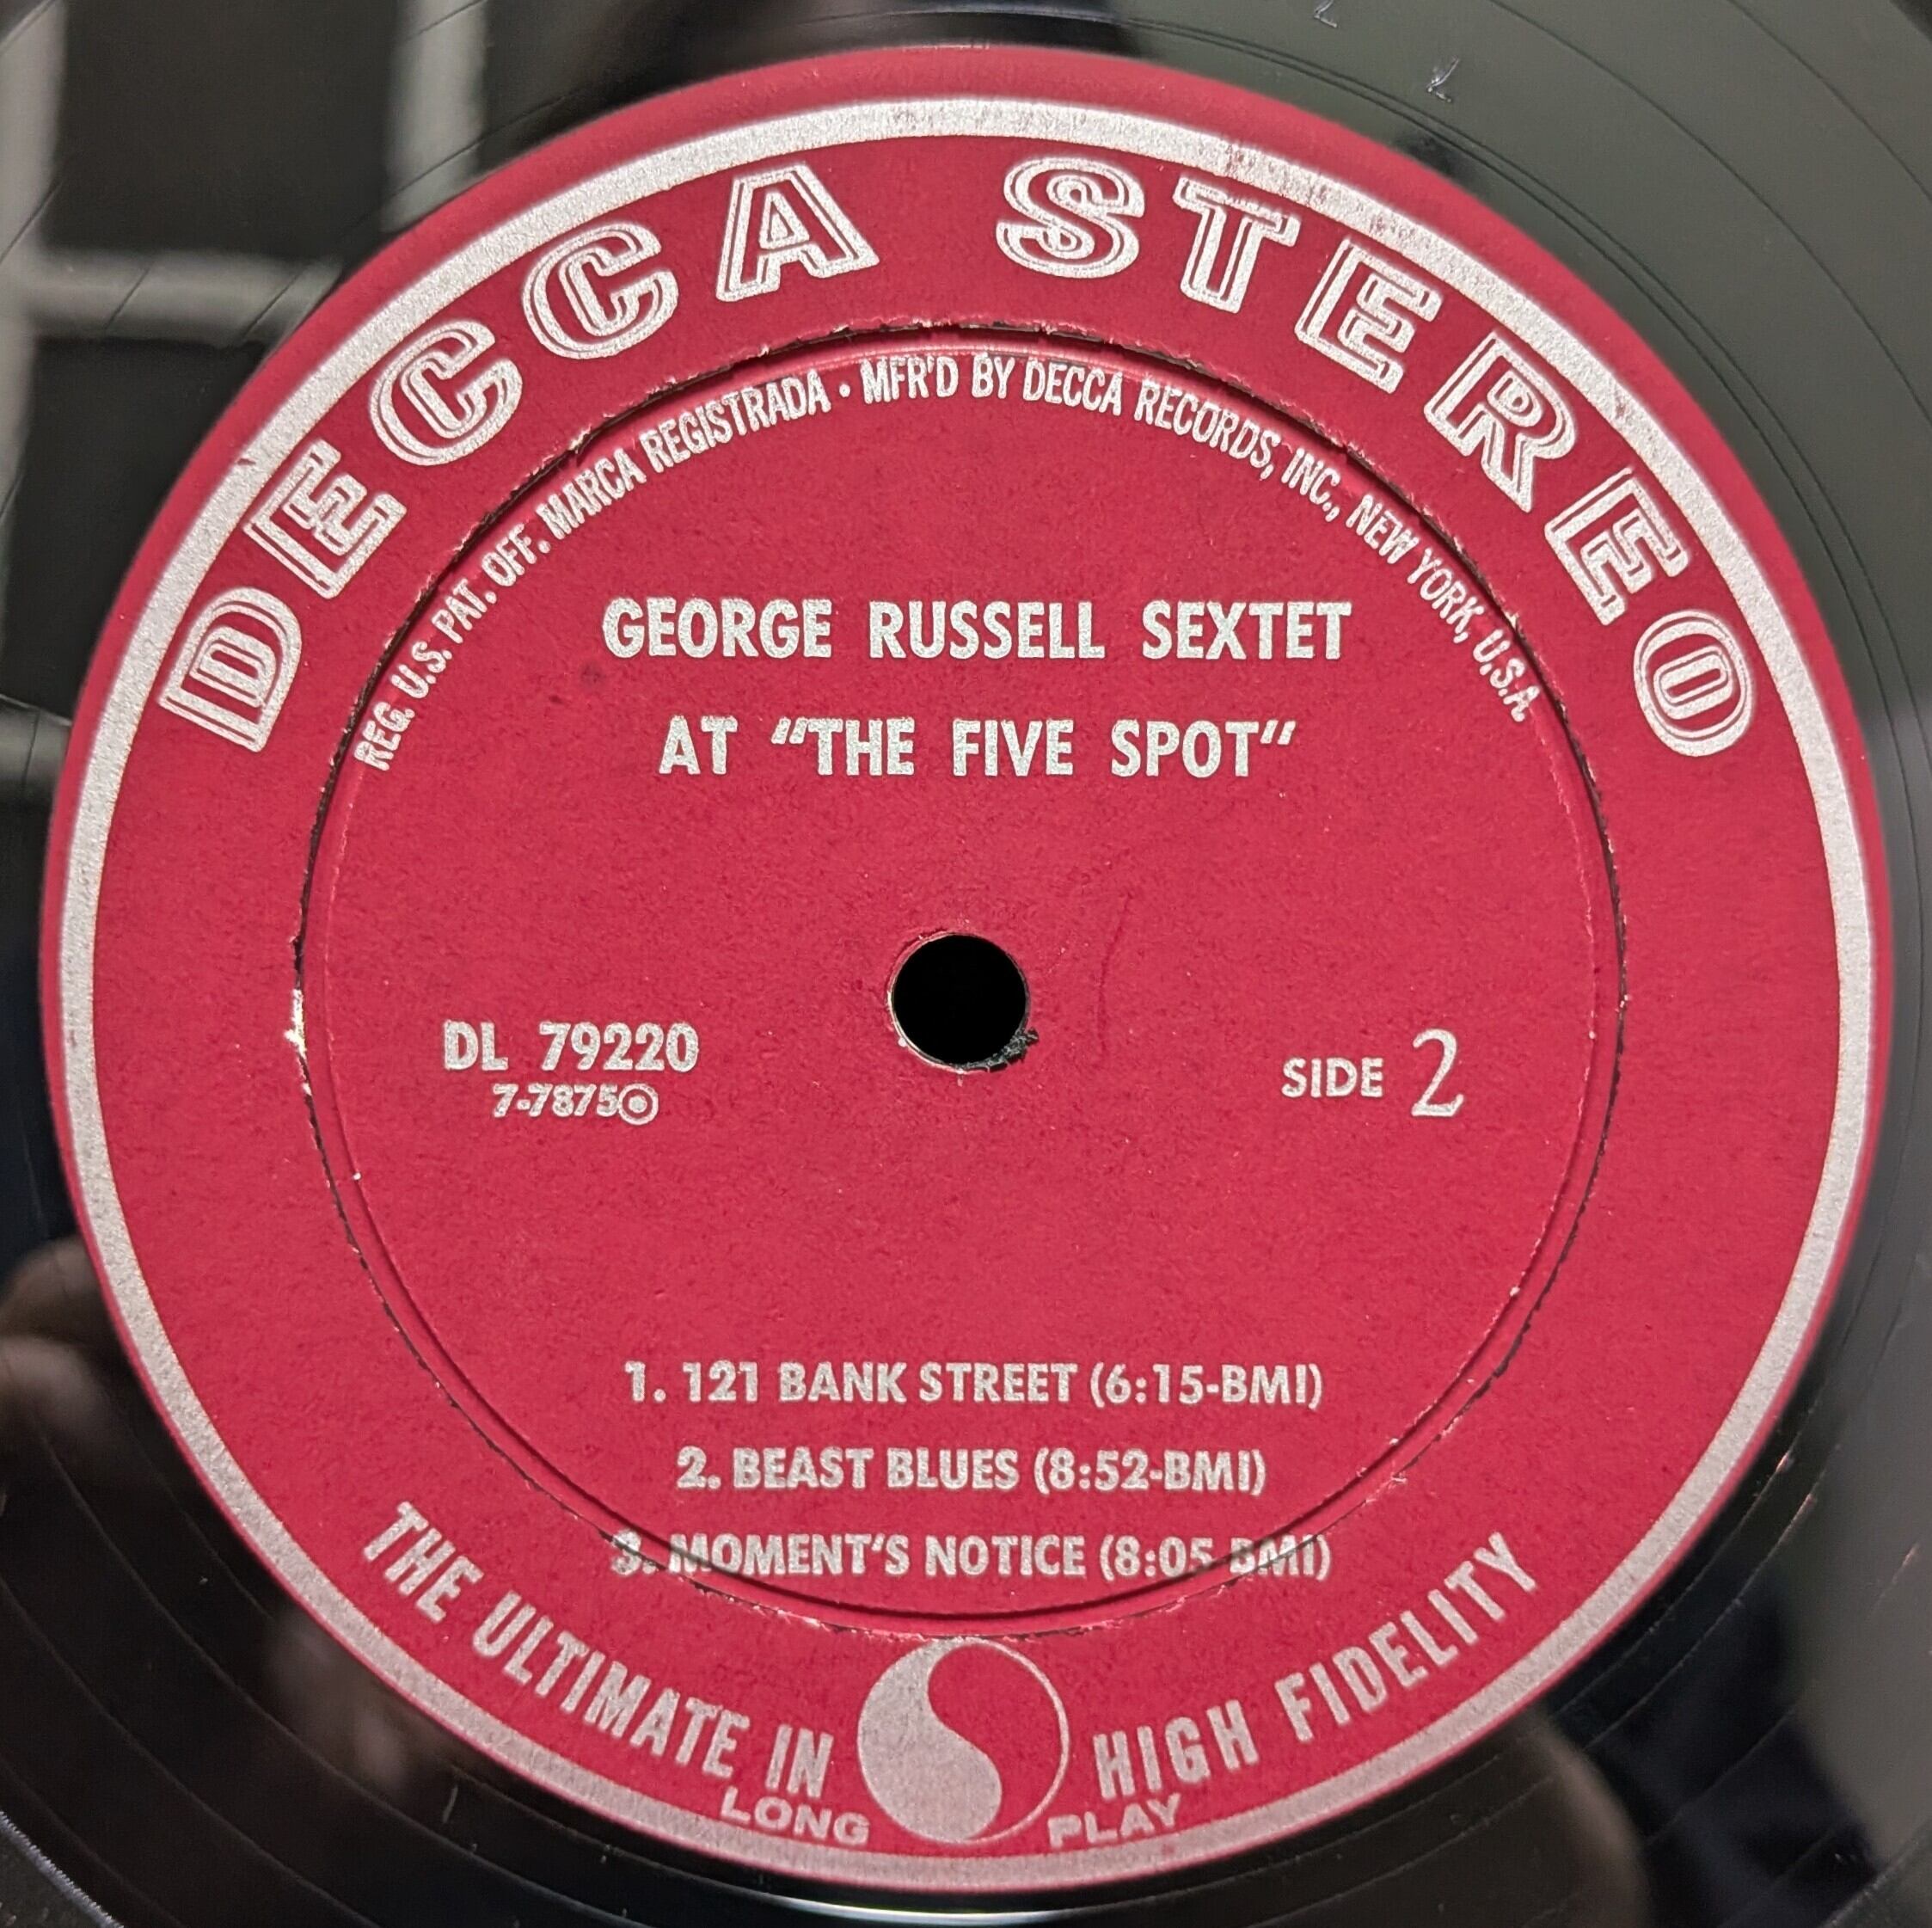 DECCA STEREO
REG. U.S. PAT. OFF. MARCA REGISTRADA • MFR'D BY DECCA RECORDS, INC., NEW YORK, U.S.A.
GEORGE RUSSELL SEXTET
AT "THE FIVE SPOT"
DL 79220
7-7875
SIDE 2
1. 121 BANK STREET (6:15-BMI)
2. BEAST BLUES (8:52-BMI)
3. MOMENT'S NOTICE (8:05-BMI)
THE ULTIMATE IN HIGH FIDELITY
LONG PLAY